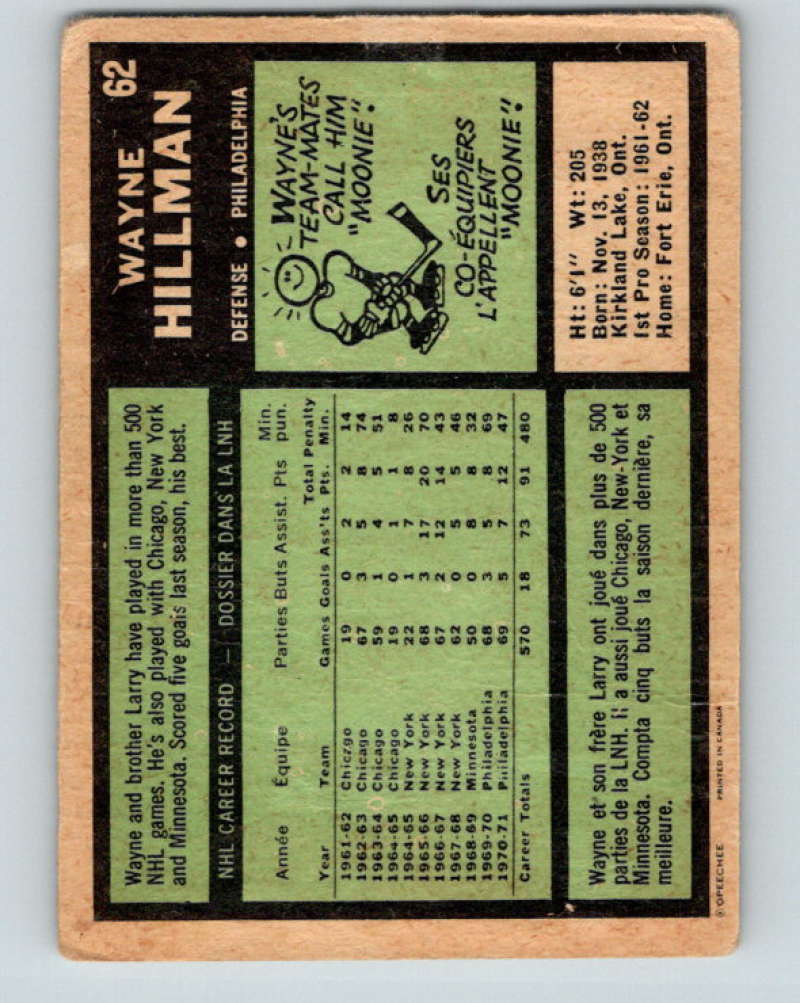 62
WAYNE
HILLMAN
DEFENSE • PHILADELPHIA
Wayne and brother Larry have played in more than 500
NHL games. He's also played with Chicago, New York
and Minnesota. Scored five goals last season, his best.
WAYNE'S
TEAM-MATES
CALL HIM
"MOONIE".
SES
CO-ÉQUIPIERS
L'APPELLENT
"MOONIE".
NHL CAREER RECORD — DOSSIER DANS LA LNH
Année Équipe Parties Buts Assist. Pts Min. pun.
Year Team Games Goals Ass'ts Total Pts. Penalty Min.
1961-62 Chicago 19 0 2 2 14
1962-63 Chicago 67 3 5 8 74
1963-64 Chicago 59 1 4 5 51
1964-65 Chicago 19 0 1 1 8
1964-65 New York 22 1 7 8 26
1965-66 New York 68 3 17 20 70
1966-67 New York 67 2 12 14 43
1967-68 New York 62 0 5 5 46
1968-69 Minnesota 50 0 8 8 32
1969-70 Philadelphia 68 3 5 8 69
1970-71 Philadelphia 69 5 7 12 47
Career Totals 570 18 73 91 480
Ht: 6'1" Wt: 205
Born: Nov. 13, 1938
Kirkland Lake, Ont.
1st Pro Season: 1961-62
Home: Fort Erie, Ont.
Wayne et son frère Larry ont joué dans plus de 500
parties de la LNH. Il a aussi joué Chicago, New-York et
Minnesota. Compta cinq buts la saison dernière, sa
meilleure.
© OPEECHEE PRINTED IN CANADA